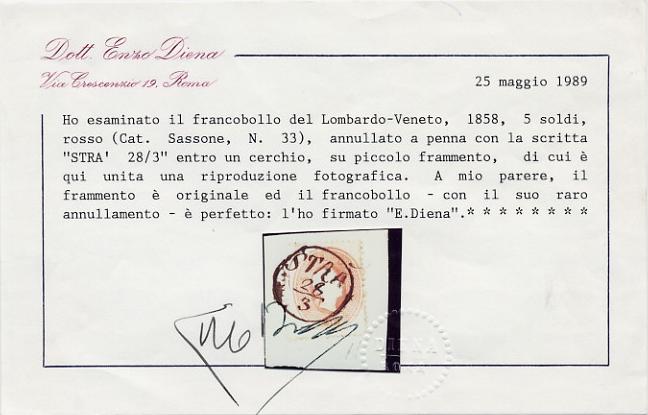 Dott. Enzo Diena
Via Crescenzio 19, Roma
25 maggio 1989
Ho esaminato il francobollo del Lombardo-Veneto, 1858, 5 soldi,
rosso (Cat. Sassone, N. 33), annullato a penna con la scritta
"STRA' 28/3" entro un cerchio, su piccolo frammento, di cui è
qui unita una riproduzione fotografica. A mio parere, il
frammento è originale ed il francobollo - con il suo raro
annullamento - è perfetto: l'ho firmato "E.Diena".* * * * * * * *
STRA
28
3
DIENA